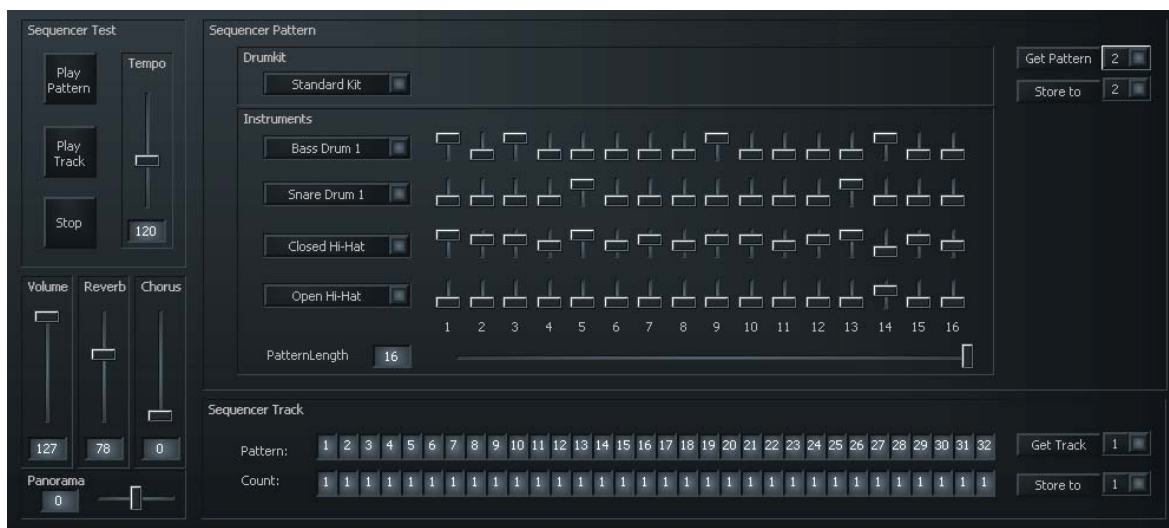 Sequencer Test
Play Pattern
Play Track
Stop
Tempo
120
Volume Reverb Chorus
127 78 0
Panorama
0
Sequencer Pattern
Drumkit
Standard Kit
Instruments
Bass Drum 1
Snare Drum 1
Closed Hi-Hat
Open Hi-Hat
1 2 3 4 5 6 7 8 9 10 11 12 13 14 15 16
PatternLength 16
Get Pattern 2
Store to 2
Sequencer Track
Pattern: 1 2 3 4 5 6 7 8 9 10 11 12 13 14 15 16 17 18 19 20 21 22 23 24 25 26 27 28 29 30 31 32
Count: 1 1 1 1 1 1 1 1 1 1 1 1 1 1 1 1 1 1 1 1 1 1 1 1 1 1 1 1 1 1 1 1
Get Track 1
Store to 1